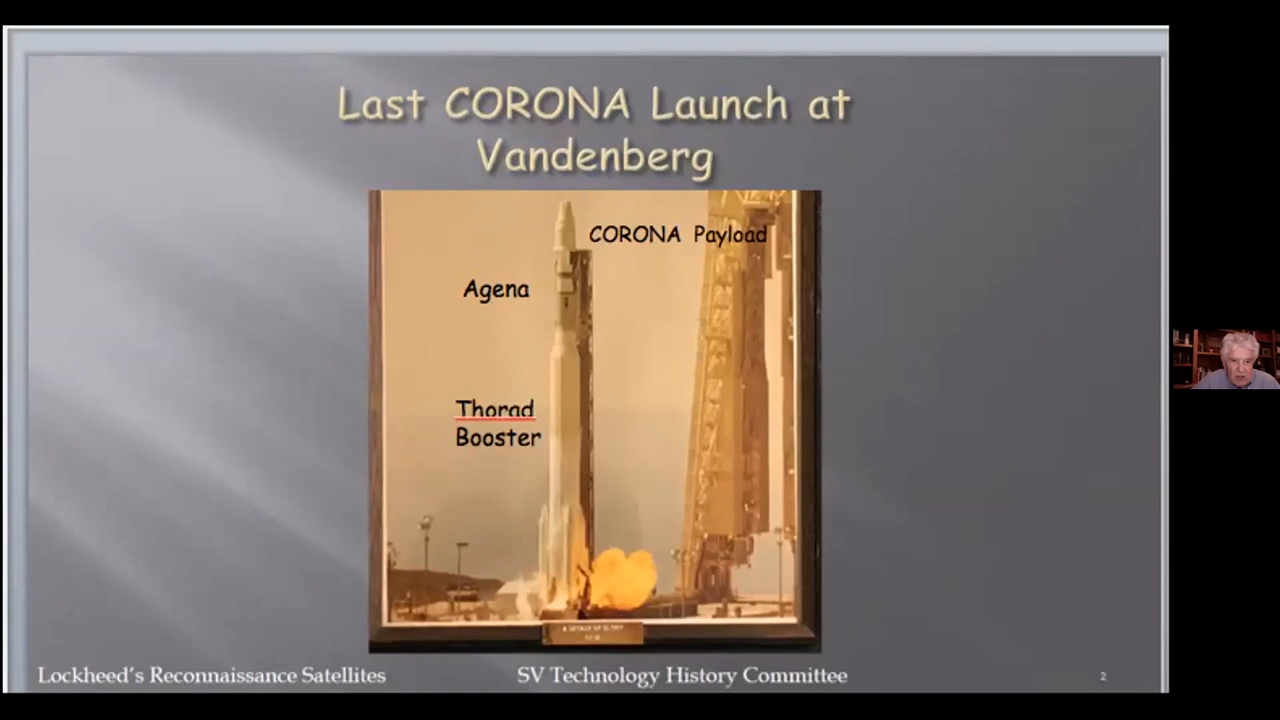 Last CORONA Launch at
Vandenberg
CORONA Payload
Agena
Thorad
Booster
Lockheed's Reconnaissance Satellites
SV Technology History Committee
2